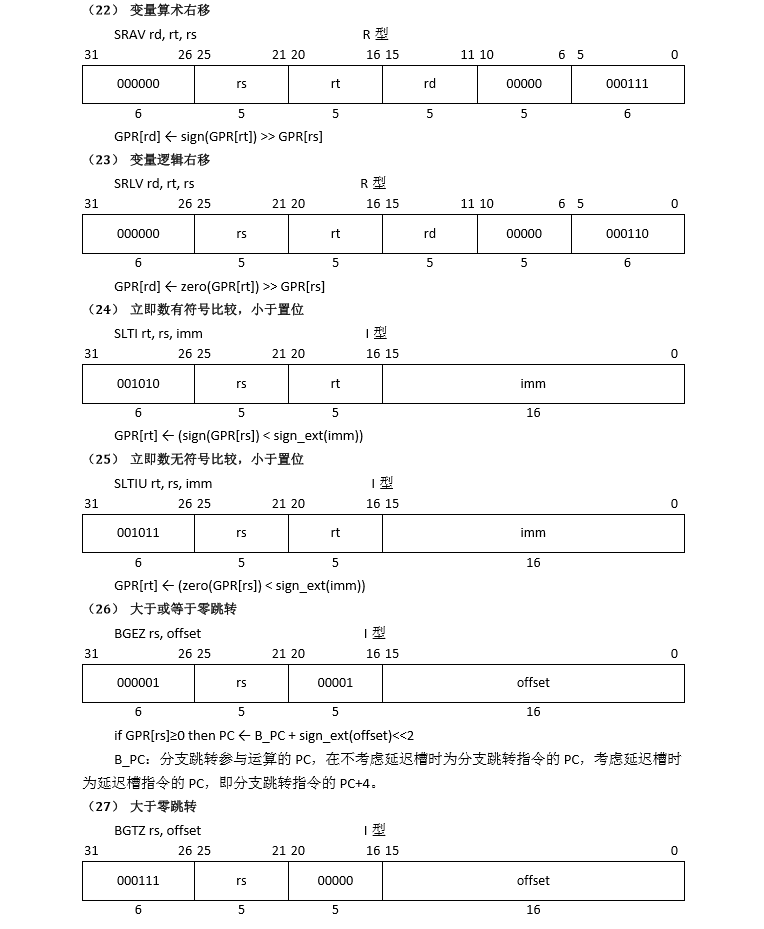 （22） 变量算术右移
SRAV rd, rt, rs R 型
31 26 25 21 20 16 15 11 10 6 5 0
000000 rs rt rd 00000 000111
6 5 5 5 5 6
GPR[rd] ← sign(GPR[rt]) >> GPR[rs]
（23） 变量逻辑右移
SRLV rd, rt, rs R 型
31 26 25 21 20 16 15 11 10 6 5 0
000000 rs rt rd 00000 000110
6 5 5 5 5 6
GPR[rd] ← zero(GPR[rt]) >> GPR[rs]
（24） 立即数有符号比较，小于置位
SLTI rt, rs, imm I 型
31 26 25 21 20 16 15 0
001010 rs rt imm
6 5 5 16
GPR[rt] ← (sign(GPR[rs]) < sign_ext(imm))
（25） 立即数无符号比较，小于置位
SLTIU rt, rs, imm I 型
31 26 25 21 20 16 15 0
001011 rs rt imm
6 5 5 16
GPR[rt] ← (zero(GPR[rs]) < sign_ext(imm))
（26） 大于或等于零跳转
BGEZ rs, offset I 型
31 26 25 21 20 16 15 0
000001 rs 00001 offset
6 5 5 16
if GPR[rs]≥0 then PC ← B_PC + sign_ext(offset)<<2
B_PC：分支跳转参与运算的 PC，在不考虑延迟槽时为分支跳转指令的 PC，考虑延迟槽时
为延迟槽指令的 PC，即分支跳转指令的 PC+4。
（27） 大于零跳转
BGTZ rs, offset I 型
31 26 25 21 20 16 15 0
000111 rs 00000 offset
6 5 5 16